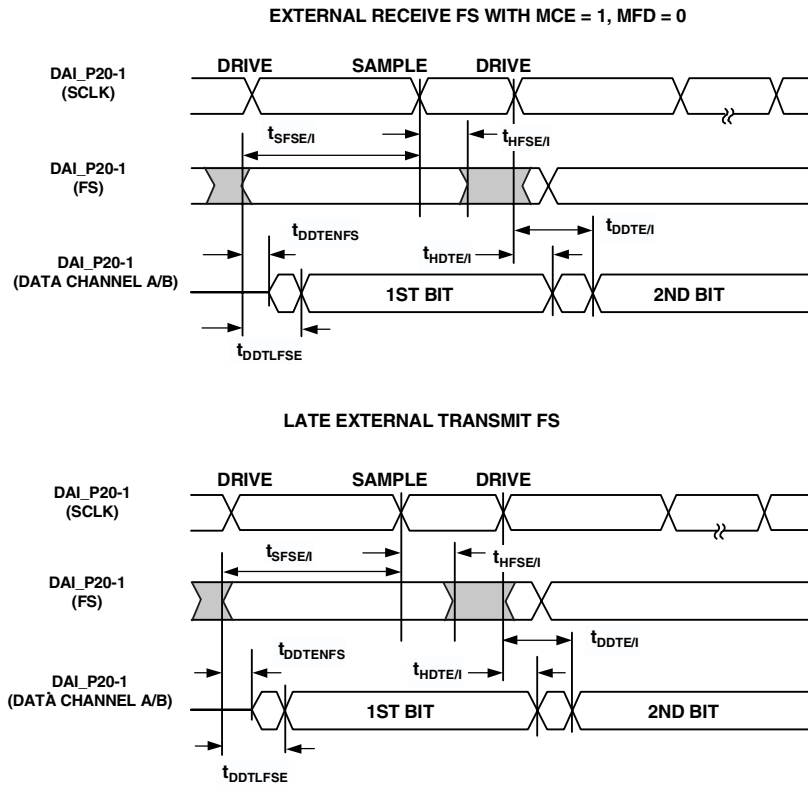 EXTERNAL RECEIVE FS WITH MCE = 1, MFD = 0
DRIVE SAMPLE DRIVE
DAI_P20-1
(SCLK)
tSFSE/I tHFSE/I
DAI_P20-1
(FS)
tDDTENFS tHDTE/I tDDTE/I
DAI_P20-1
(DATA CHANNEL A/B)
1ST BIT 2ND BIT
tDDTLFSE
LATE EXTERNAL TRANSMIT FS
DRIVE SAMPLE DRIVE
DAI_P20-1
(SCLK)
tSFSE/I tHFSE/I
DAI_P20-1
(FS)
tDDTENFS tHDTE/I tDDTE/I
DAI_P20-1
(DATA CHANNEL A/B)
1ST BIT 2ND BIT
tDDTLFSE